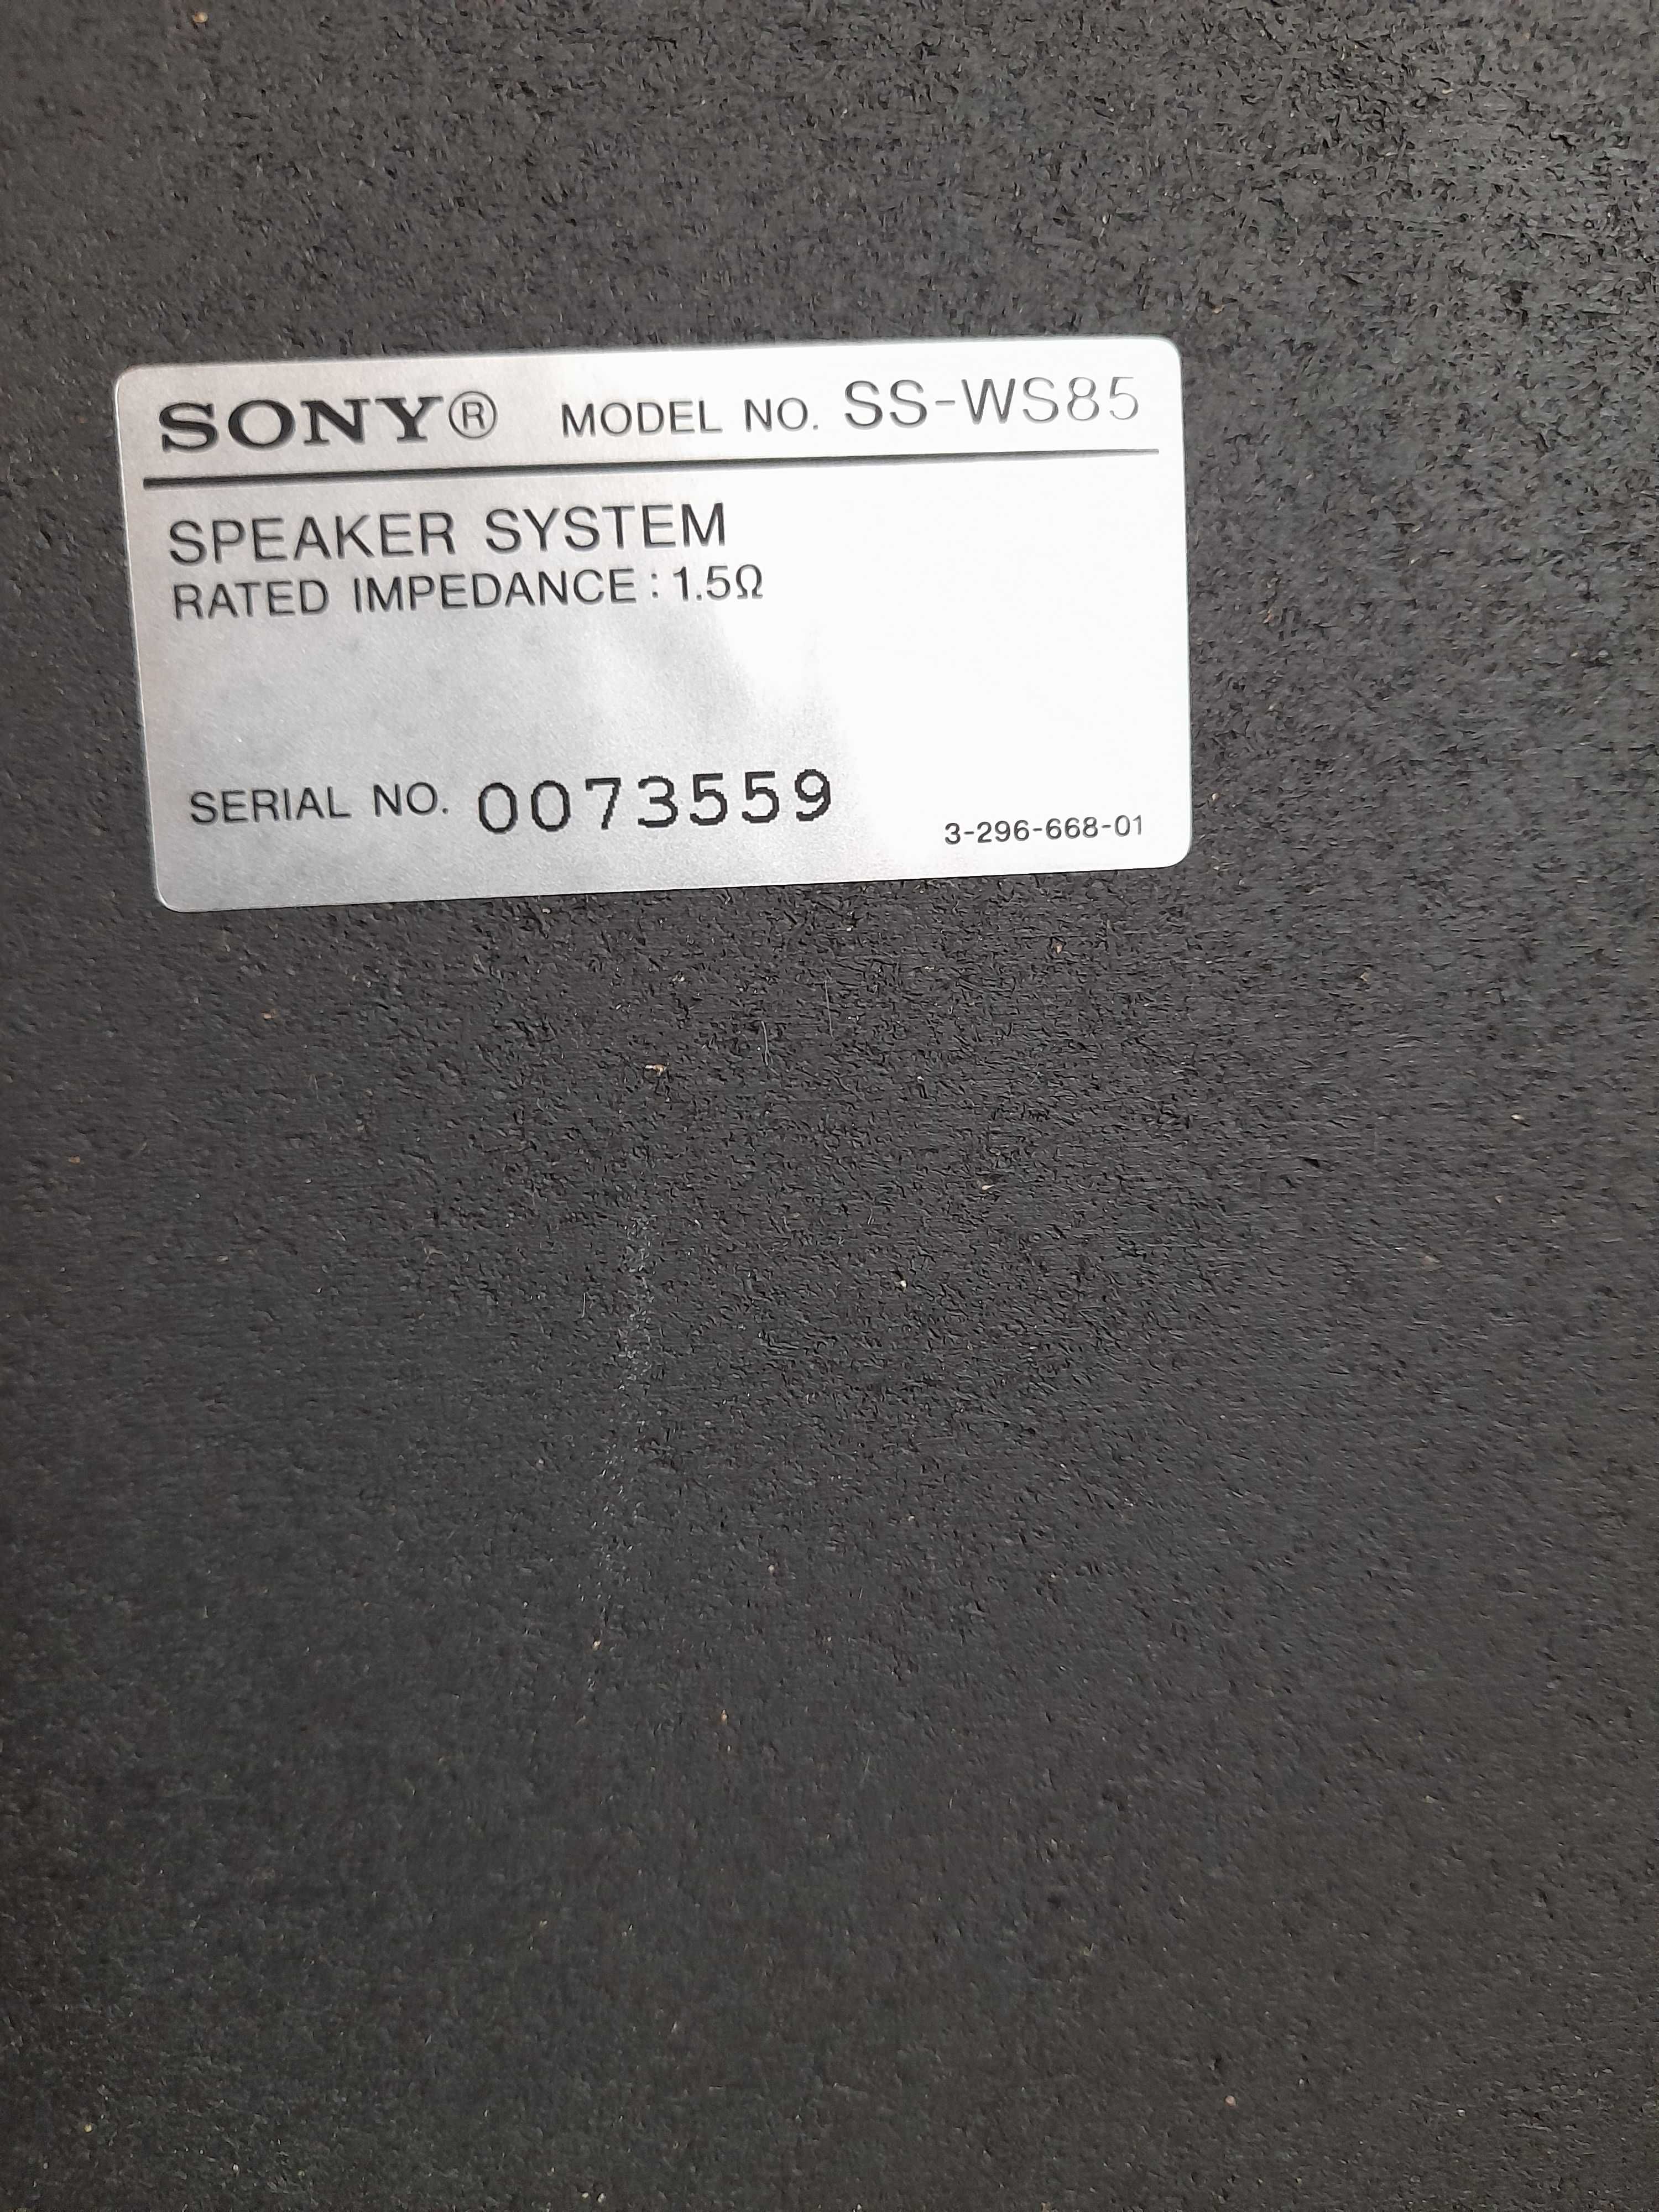 SONY® MODEL NO. SS-WS85
SPEAKER SYSTEM
RATED IMPEDANCE : 1.5Ω
SERIAL NO. 0073559
3-296-668-01